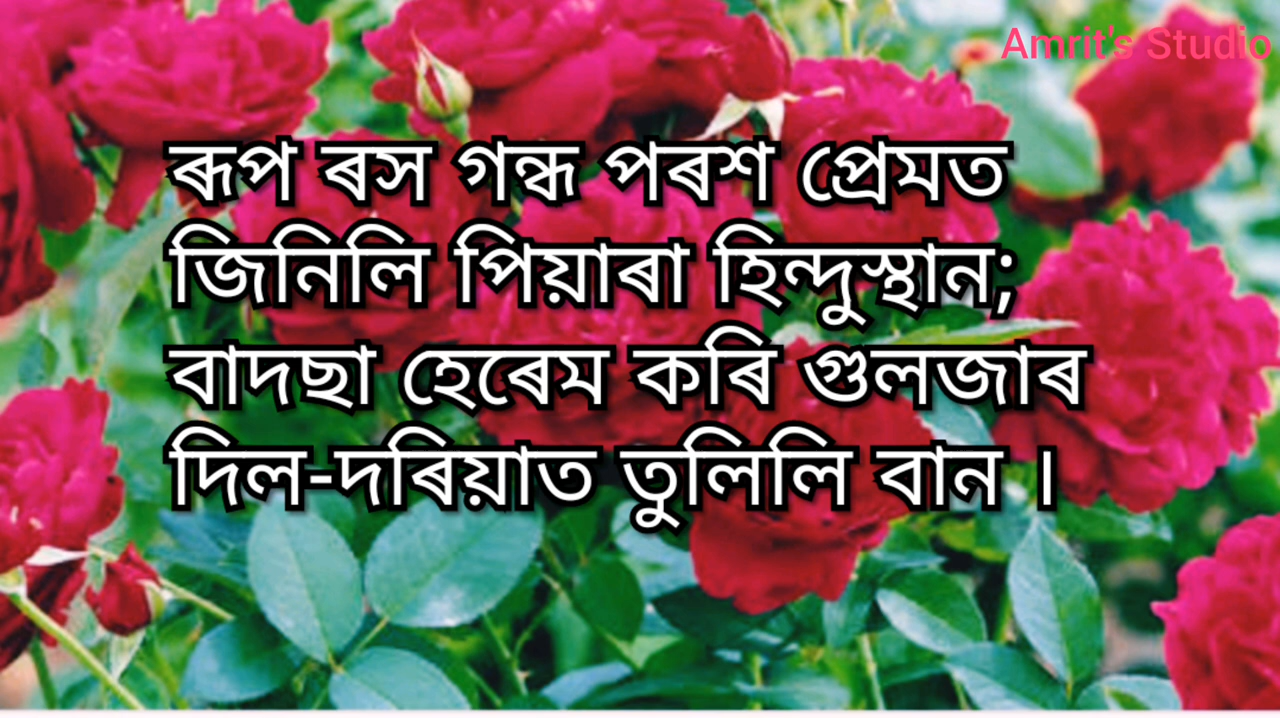 Amrit's Studio
ৰূপ ৰস গন্ধ পৰশ প্ৰেমত
জিনিলি পিয়াৰা হিন্দুস্থান;
বাদছা হেৰেম কৰি গুলজাৰ
দিল-দৰিয়াত তুলিলি বান ।